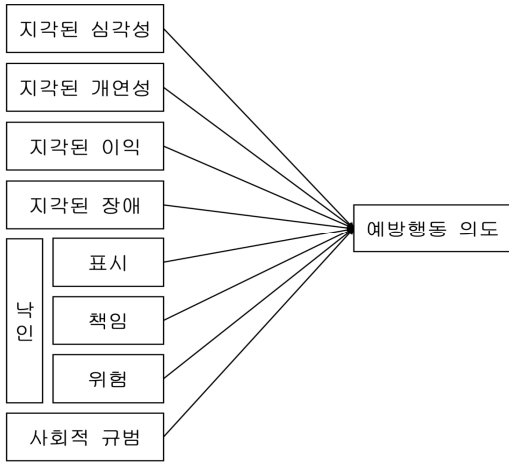 지각된 심각성
지각된 개연성
지각된 이익
지각된 장애
낙인
표시
책임
위험
사회적 규범
예방행동 의도